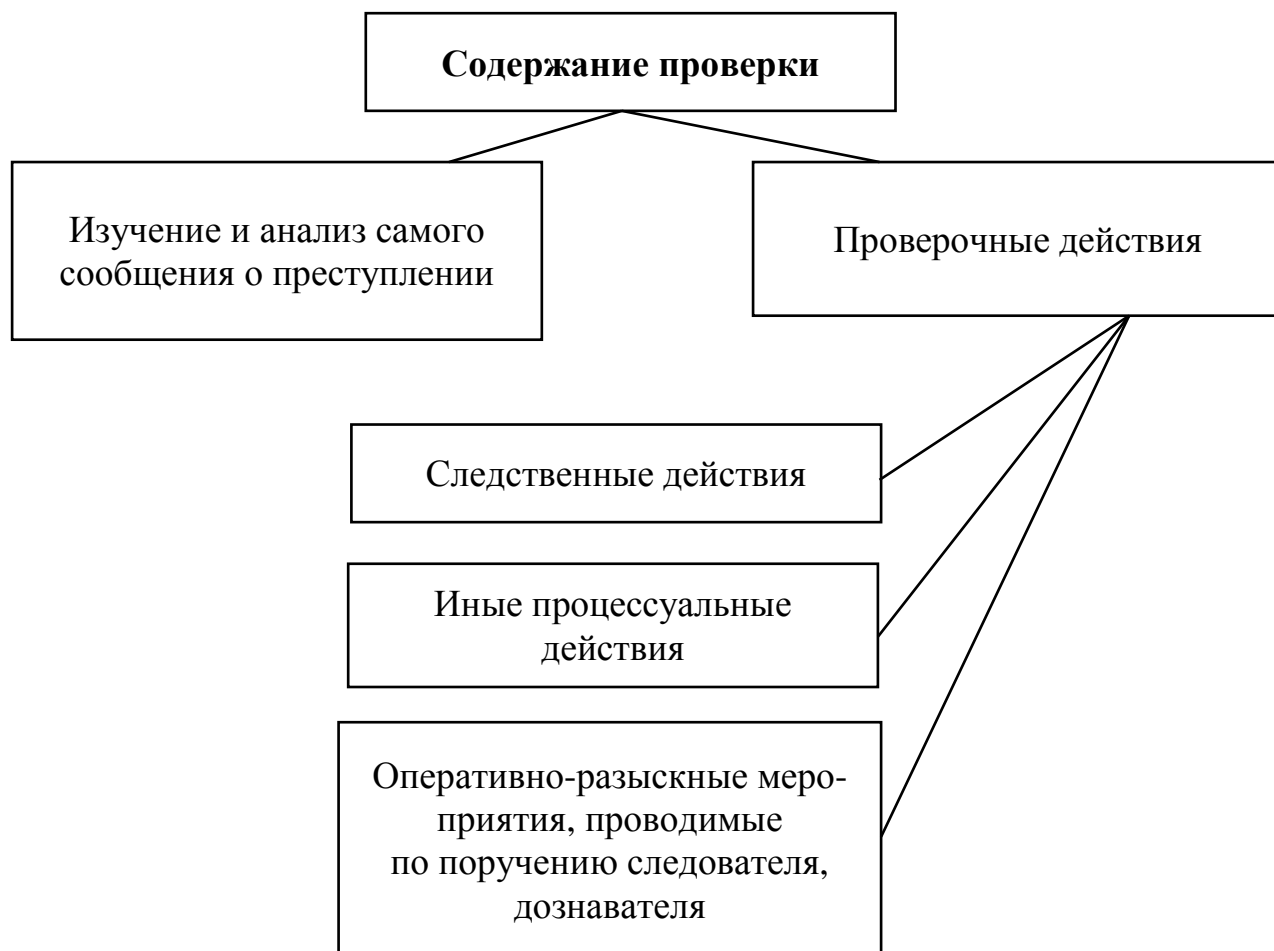 Содержание проверки
Изучение и анализ самого
сообщения о преступлении
Проверочные действия
Следственные действия
Иные процессуальные
действия
Оперативно-разыскные меро-
приятия, проводимые
по поручению следователя,
дознавателя